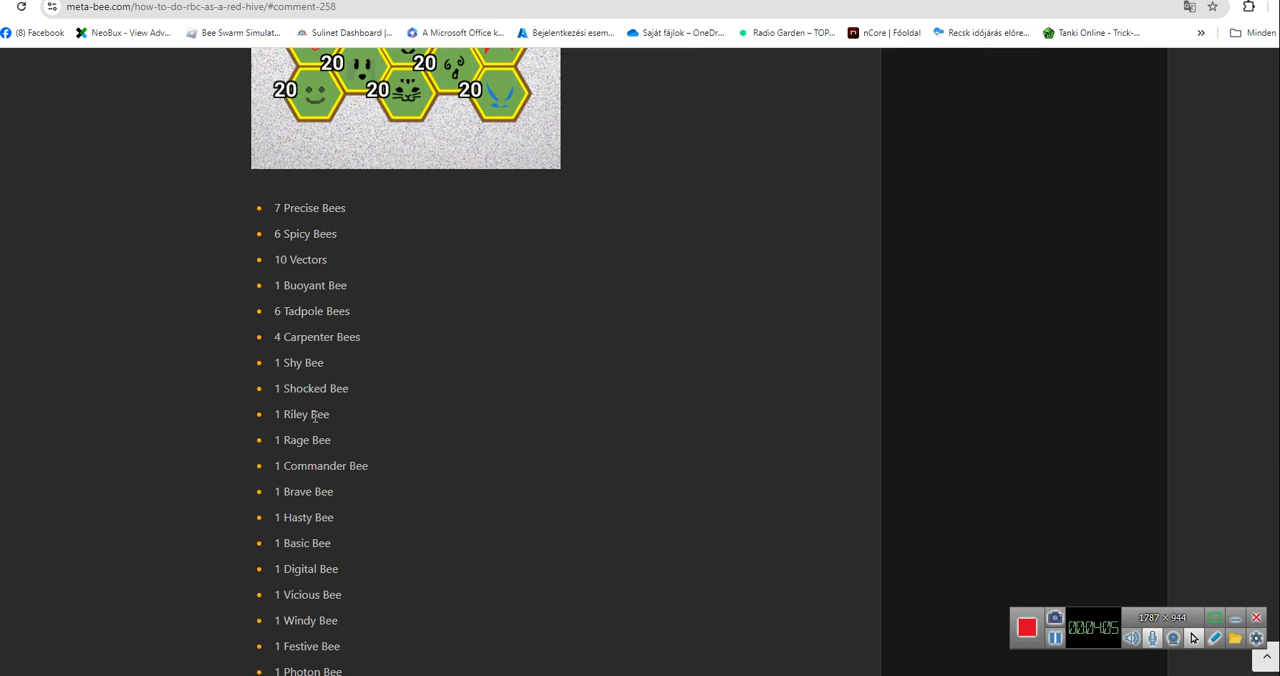 meta-bee.com/how-to-do-rbc-as-a-red-hive/#comment-258
(8) Facebook NeoBux - View Adv... Bee Swarm Simulat... Sulinet Dashboard |... A Microsoft Office k... Bejelentkezési esem... Saját fájlok – OneDr... Radio Garden – TOP... nCore | Főoldal Recsk időjárás előre... Tanki Online - Trick-... » Minden
20 20
20 20 20
7 Precise Bees
6 Spicy Bees
10 Vectors
1 Buoyant Bee
6 Tadpole Bees
4 Carpenter Bees
1 Shy Bee
1 Shocked Bee
1 Riley Bee
1 Rage Bee
1 Commander Bee
1 Brave Bee
1 Hasty Bee
1 Basic Bee
1 Digital Bee
1 Vicious Bee
1 Windy Bee
1 Festive Bee
1 Photon Bee
1787 × 944
00:04:05